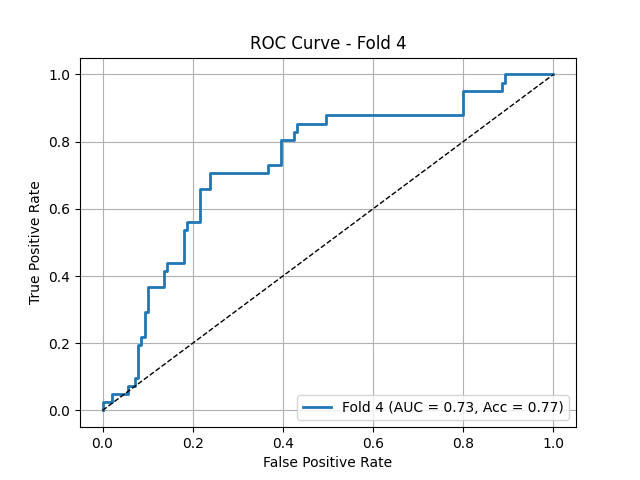 ROC Curve - Fold 4
True Positive Rate
1.0
0.8
0.6
0.4
0.2
0.0
Fold 4 (AUC = 0.73, Acc = 0.77)
0.0 0.2 0.4 0.6 0.8 1.0
False Positive Rate